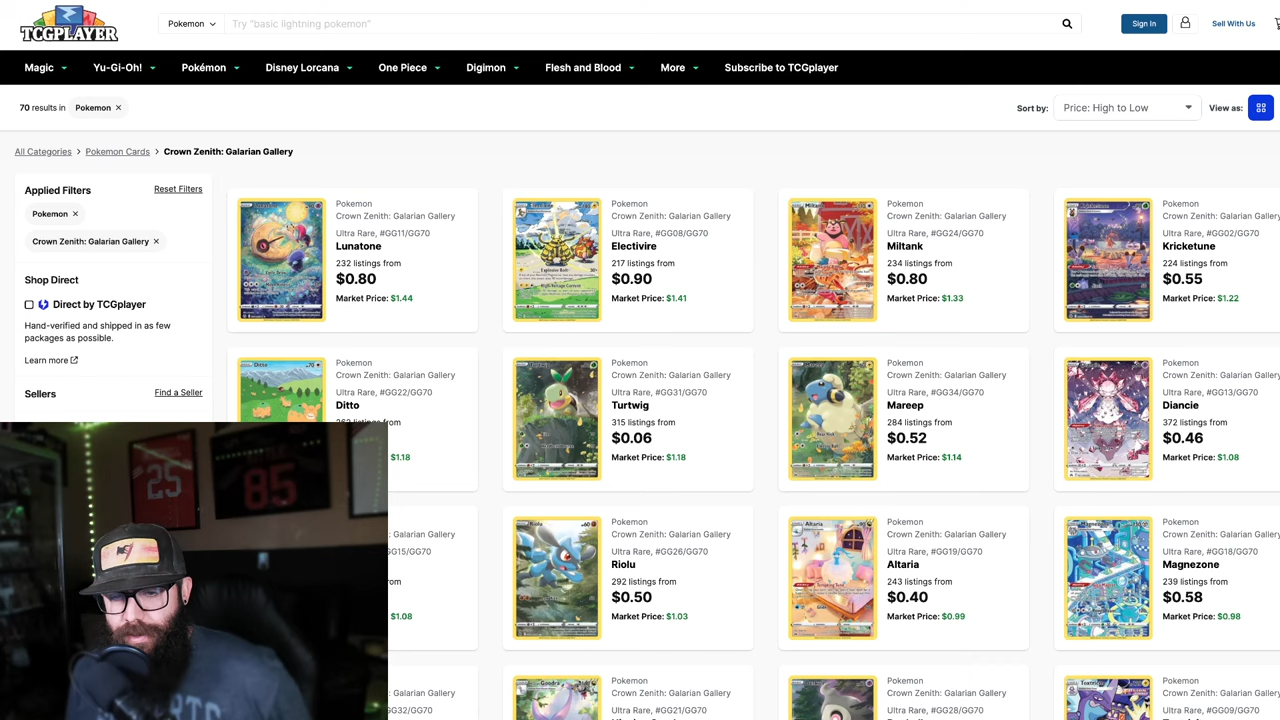 TCGPLAYER
Pokemon
Try "basic lightning pokemon"
Sign In
Sell With Us
Magic
Yu-Gi-Oh!
Pokémon
Disney Lorcana
One Piece
Digimon
Flesh and Blood
More
Subscribe to TCGplayer
70 results in
Pokemon
Sort by:
Price: High to Low
View as:
All Categories > Pokemon Cards > Crown Zenith: Galarian Gallery
Applied Filters
Reset Filters
Pokemon
Crown Zenith: Galarian Gallery
Shop Direct
Direct by TCGplayer
Hand-verified and shipped in as few
packages as possible.
Learn more
Sellers
Find a Seller
Pokemon
Crown Zenith: Galarian Gallery
Ultra Rare, #GG11/GG70
Lunatone
232 listings from
$0.80
Market Price: $1.44
Pokemon
Crown Zenith: Galarian Gallery
Ultra Rare, #GG08/GG70
Electivire
217 listings from
$0.90
Market Price: $1.41
Pokemon
Crown Zenith: Galarian Gallery
Ultra Rare, #GG24/GG70
Miltank
234 listings from
$0.80
Market Price: $1.33
Pokemon
Crown Zenith: Galarian Gallery
Ultra Rare, #GG02/GG70
Kricketune
224 listings from
$0.55
Market Price: $1.22
Ditto
Pokemon
Crown Zenith: Galarian Gallery
Ultra Rare, #GG22/GG70
Ditto
from
$1.18
Pokemon
Crown Zenith: Galarian Gallery
Ultra Rare, #GG31/GG70
Turtwig
315 listings from
$0.06
Market Price: $1.18
Pokemon
Crown Zenith: Galarian Gallery
Ultra Rare, #GG34/GG70
Mareep
284 listings from
$0.52
Market Price: $1.14
Pokemon
Crown Zenith: Galarian Gallery
Ultra Rare, #GG13/GG70
Diancie
372 listings from
$0.46
Market Price: $1.08
Galarian Gallery
GG15/GG70
om
$1.08
Riolu
Pokemon
Crown Zenith: Galarian Gallery
Ultra Rare, #GG26/GG70
Riolu
292 listings from
$0.50
Market Price: $1.03
Altaria
Pokemon
Crown Zenith: Galarian Gallery
Ultra Rare, #GG19/GG70
Altaria
243 listings from
$0.40
Market Price: $0.99
Pokemon
Crown Zenith: Galarian Gallery
Ultra Rare, #GG18/GG70
Magnezone
239 listings from
$0.58
Market Price: $0.98
Galarian Gallery
GG32/GG70
Goodra
Pokemon
Crown Zenith: Galarian Gallery
Ultra Rare, #GG21/GG70
Pokemon
Crown Zenith: Galarian Gallery
Ultra Rare, #GG28/GG70
Pokemon
Crown Zenith: Galarian Gallery
Ultra Rare, #GG09/GG70
25
85